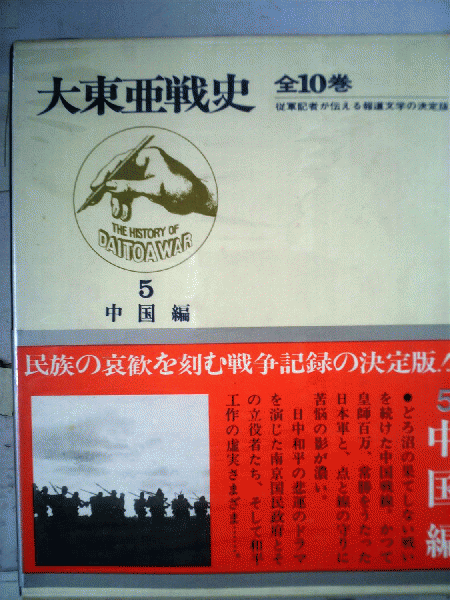 大東亜戦史
全10巻
従軍記者が伝える報道文学の決定版
THE HISTORY OF
DAITOA WAR
5
中国編
民族の哀歓を刻む戦争記録の決定版!
5 中国編
●どろ沼の果てしない戦い
を続けた中国戦線。かつて
皇師百万、常勝をうたった
日本軍と、点と線の守りに
苦悩の影が濃い。
日中和平の悲運のドラマ
を演じた南京国民政府とそ
の立役者たち、そして和平
工作の虚実さまざま……。